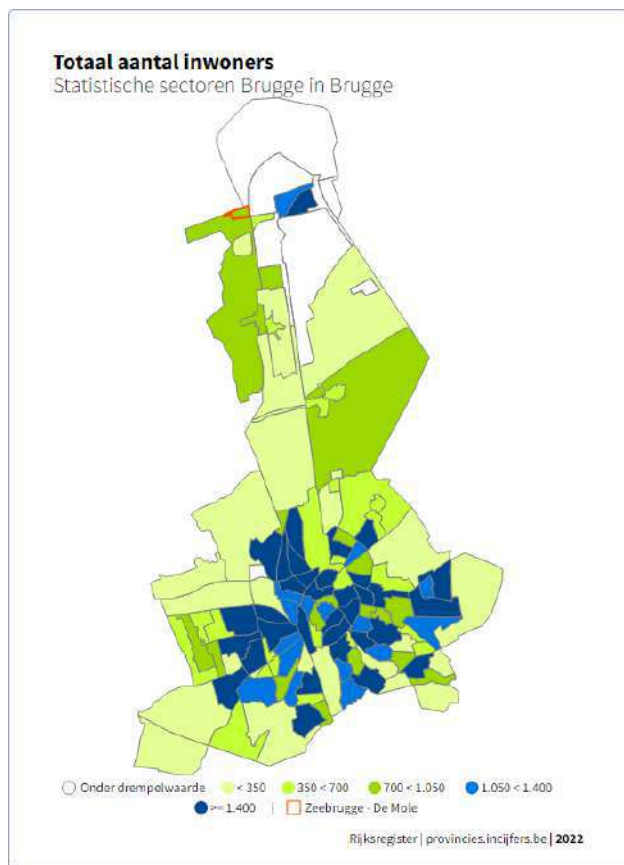 Totaal aantal inwoners
Statistische sectoren Brugge in Brugge
Onder drempelwaarde < 350 350 < 700 700 < 1.050 1.050 < 1.400
>= 1.400 | Zeebrugge - De Mole
Rijksregister | provincies.incijfers.be | 2022